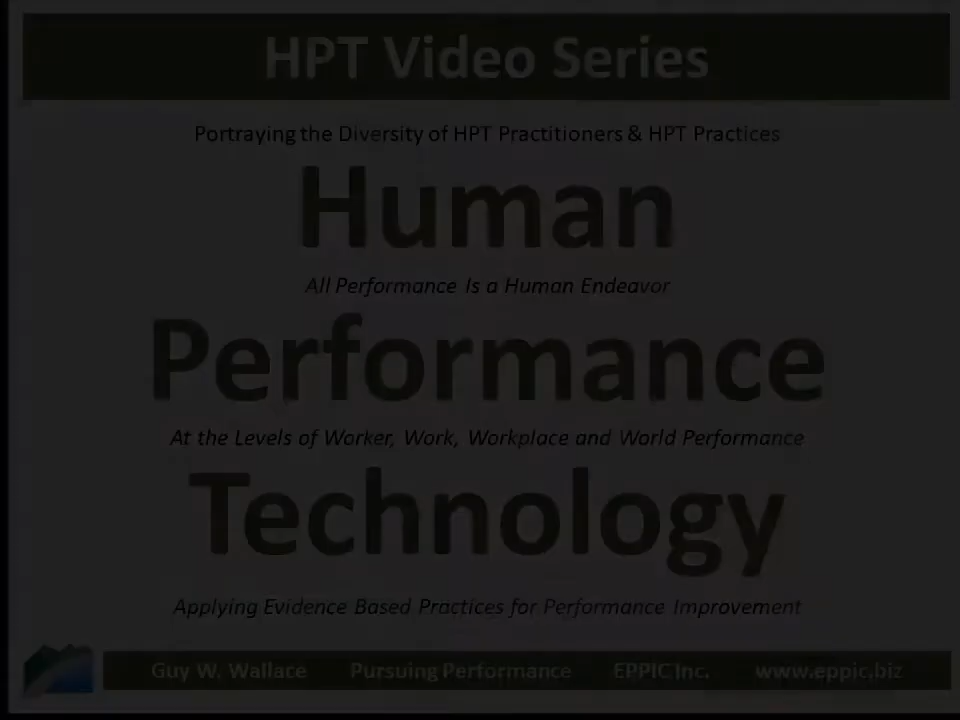 HPT Video Series
Portraying the Diversity of HPT Practitioners & HPT Practices
Human
All Performance Is a Human Endeavor
Performance
At the Levels of Worker, Work, Workplace and World Performance
Technology
Applying Evidence Based Practices for Performance Improvement
Guy W. Wallace Pursuing Performance EPPIC Inc. www.eppic.biz